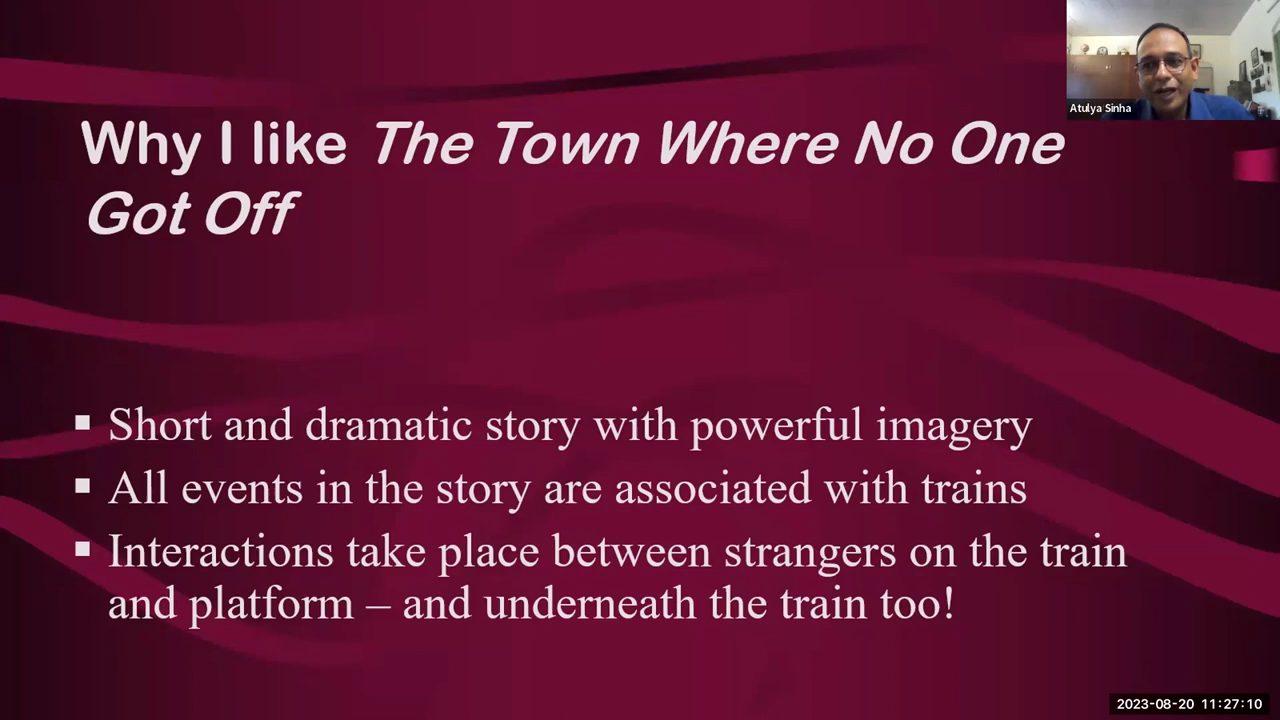 Atulya Sinha
Why I like The Town Where No One
Got Off
▪ Short and dramatic story with powerful imagery
▪ All events in the story are associated with trains
▪ Interactions take place between strangers on the train
and platform – and underneath the train too!
2023-08-20 11:27:10